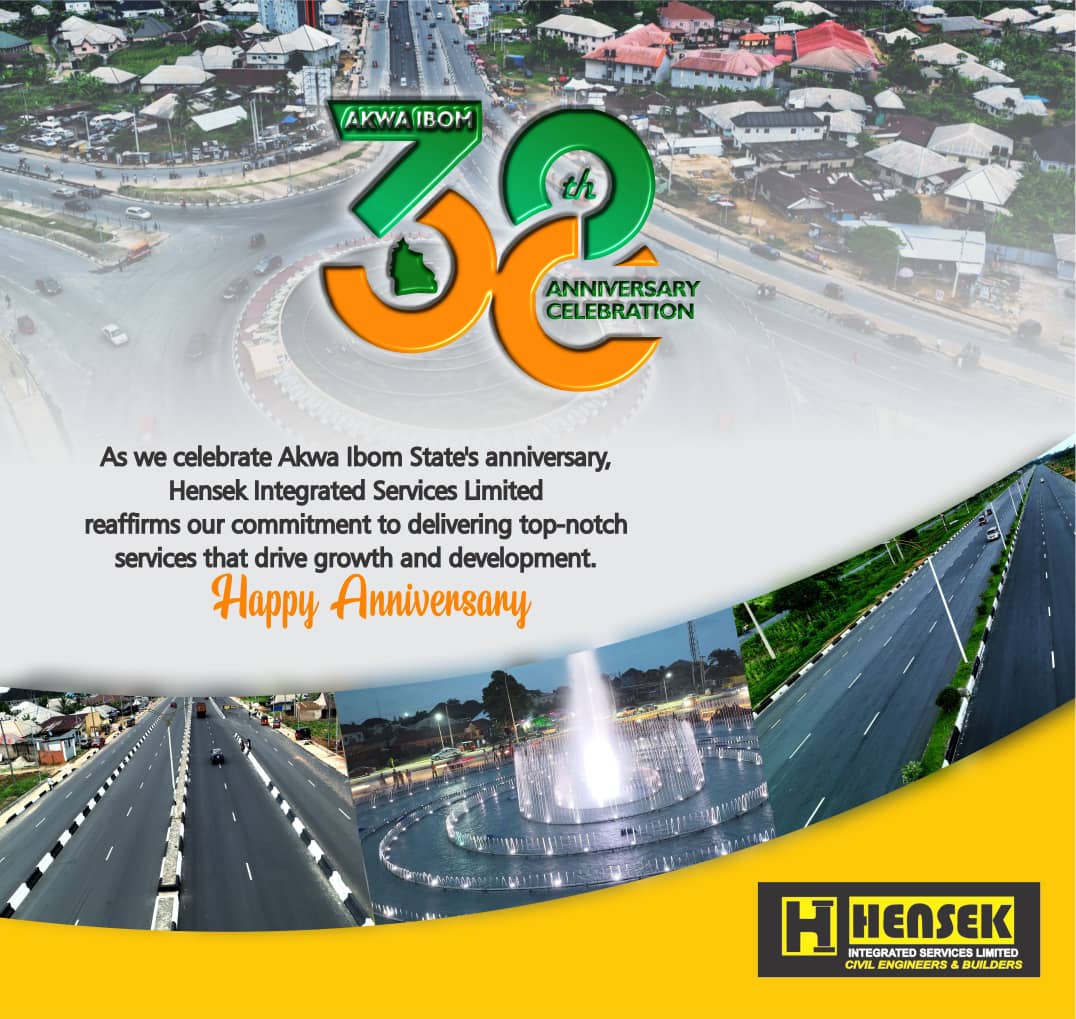 AKWA IBOM
38th
ANNIVERSARY
CELEBRATION
As we celebrate Akwa Ibom State's anniversary,
Hensek Integrated Services Limited
reaffirms our commitment to delivering top-notch
services that drive growth and development.
Happy Anniversary
H HENSEK
INTEGRATED SERVICES LIMITED
CIVIL ENGINEERS & BUILDERS